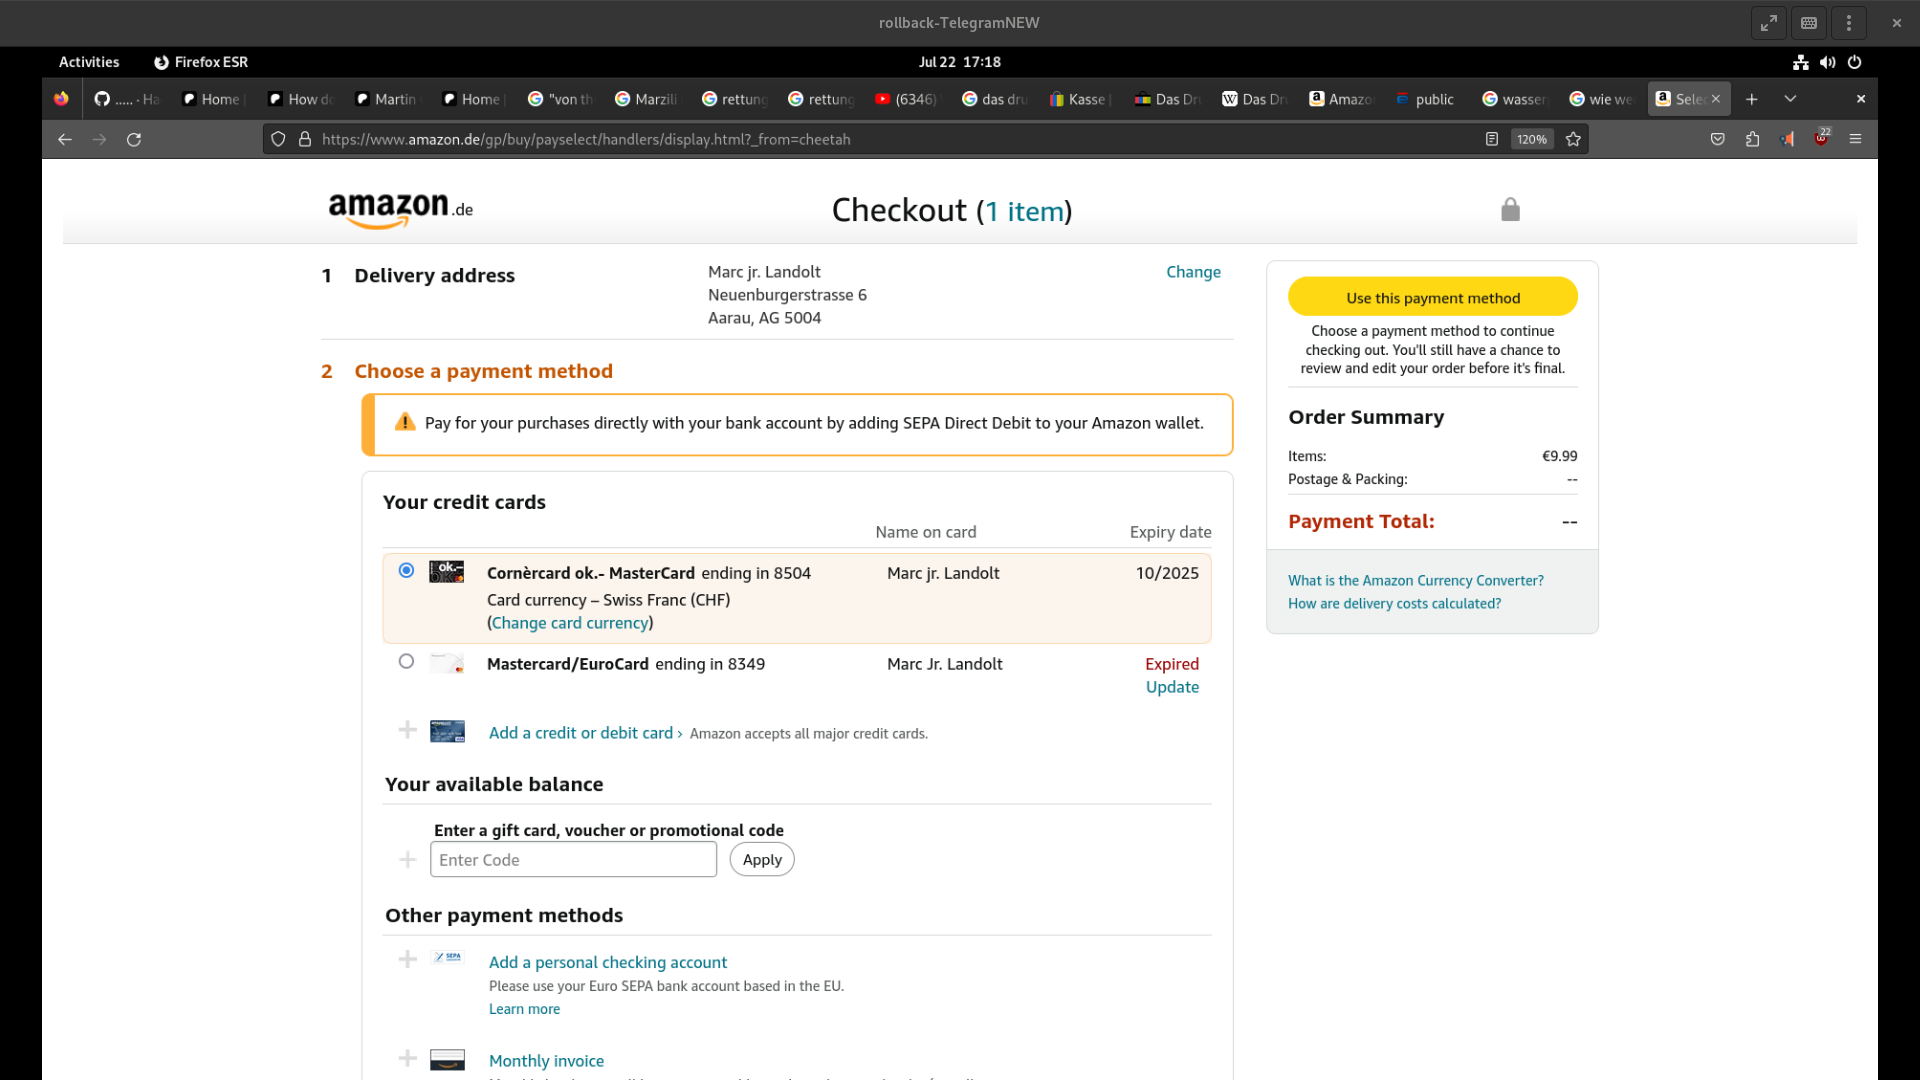 rollback-TelegramNEW
Activities Firefox ESR Jul 22 17:18
..... · Ha Home How do Martin Home "von th Marzili rettung rettung (6346) das dru Kasse Das Dr Das Dr Amazo public wasser wie we Selec
https://www.amazon.de/gp/buy/payselect/handlers/display.html?_from=cheetah 120% 22
amazon.de Checkout (1 item)
1 Delivery address
Marc jr. Landolt
Neuenburgerstrasse 6
Aarau, AG 5004
Change
2 Choose a payment method
Pay for your purchases directly with your bank account by adding SEPA Direct Debit to your Amazon wallet.
Your credit cards
Name on card Expiry date
ok.–
Cornèrcard ok.- MasterCard ending in 8504 Marc jr. Landolt 10/2025
Card currency – Swiss Franc (CHF)
(Change card currency)
Mastercard/EuroCard ending in 8349 Marc Jr. Landolt Expired
Update
Add a credit or debit card › Amazon accepts all major credit cards.
Your available balance
Enter a gift card, voucher or promotional code
Enter Code Apply
Other payment methods
SEPA
Add a personal checking account
Please use your Euro SEPA bank account based in the EU.
Learn more
Monthly invoice
Use this payment method
Choose a payment method to continue
checking out. You'll still have a chance to
review and edit your order before it's final.
Order Summary
Items: €9.99
Postage & Packing: --
Payment Total: --
What is the Amazon Currency Converter?
How are delivery costs calculated?